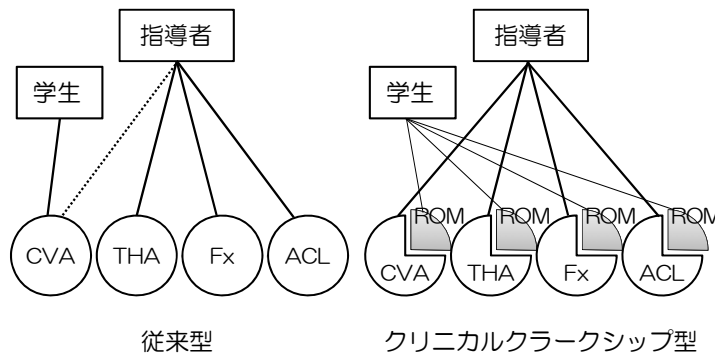 指導者
学生
CVA
THA
Fx
ACL
従来型
指導者
学生
ROM
ROM
ROM
ROM
CVA
THA
Fx
ACL
クリニカルクラークシップ型